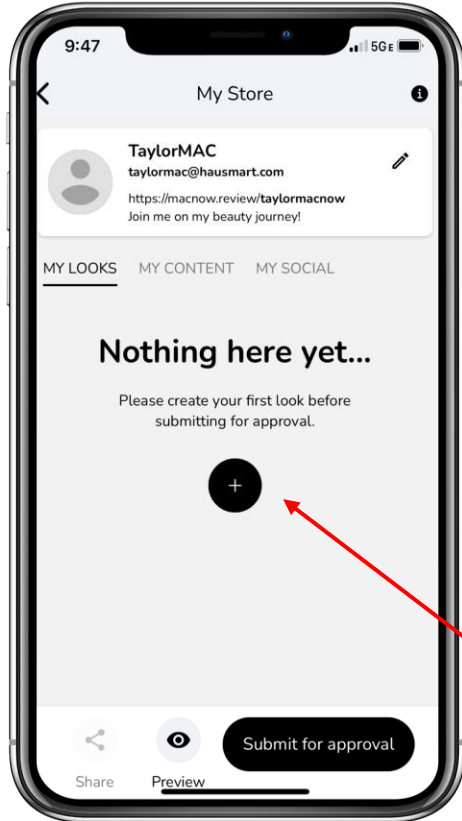 9:47
5GE
My Store
TaylorMAC
taylormac@hausmart.com
https://macnow.review/taylormacnow
Join me on my beauty journey!
MY LOOKS MY CONTENT MY SOCIAL
Nothing here yet...
Please create your first look before
submitting for approval.
+
Submit for approval
Share Preview